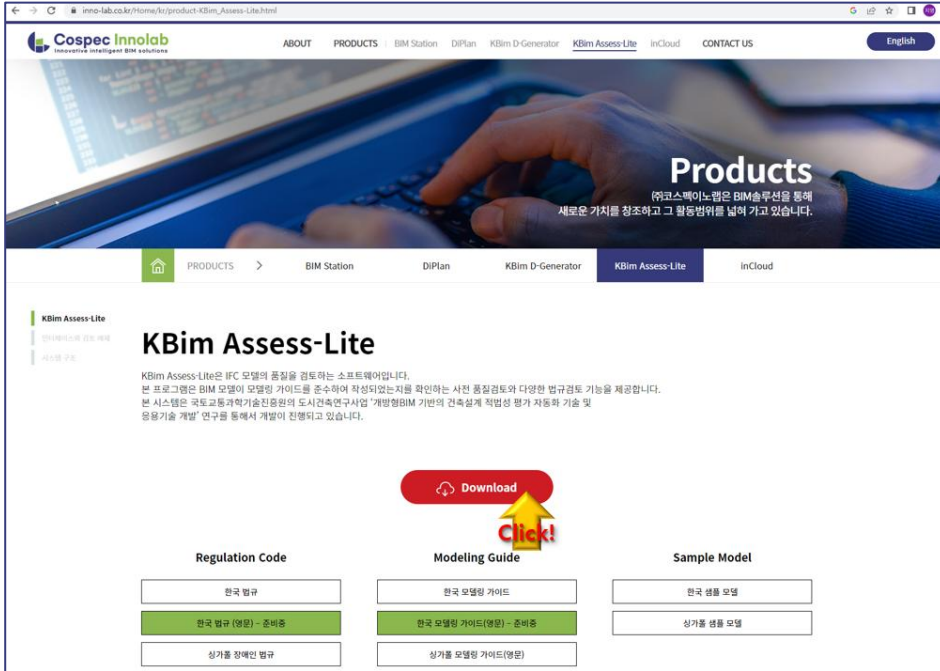 inno-lab.co.kr/Home/kr/product-KBim_Assess-Lite.html
Cospec Innolab
Innovative intelligent BIM solutions
ABOUT PRODUCTS BIM Station DiPlan KBim D-Generator KBim Assess-Lite inCloud CONTACT US
English
Products
(주)코스펙이노랩은 BIM솔루션을 통해
새로운 가치를 창조하고 그 활동범위를 넓혀 가고 있습니다.
PRODUCTS > BIM Station DiPlan KBim D-Generator KBim Assess-Lite inCloud
KBim Assess-Lite
인터페이스와 검토 예제
시스템 구조
KBim Assess-Lite
KBim Assess-Lite은 IFC 모델의 품질을 검토하는 소프트웨어입니다.
본 프로그램은 BIM 모델이 모델링 가이드를 준수하여 작성되었는지를 확인하는 사전 품질검토와 다양한 법규검토 기능을 제공합니다.
본 시스템은 국토교통과학기술진흥원의 도시건축연구사업 '개방형BIM 기반의 건축설계 적법성 평가 자동화 기술 및
응용기술 개발' 연구를 통해서 개발이 진행되고 있습니다.
Download
Click!
Regulation Code
한국 법규
한국 법규 (영문) – 준비중
싱가폴 장애인 법규
Modeling Guide
한국 모델링 가이드
한국 모델링 가이드(영문) – 준비중
싱가폴 모델링 가이드(영문)
Sample Model
한국 샘플 모델
싱가폴 샘플 모델